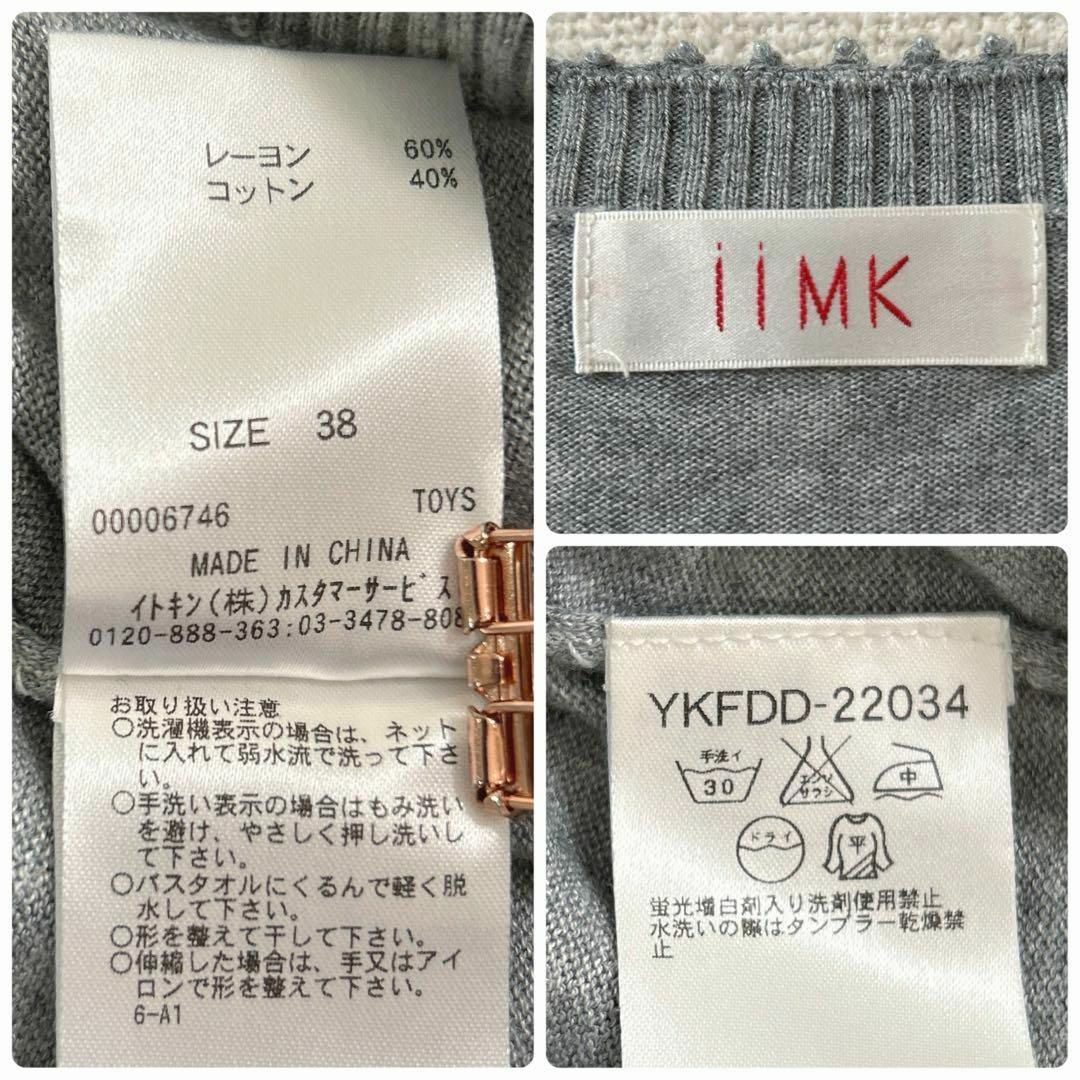 レーヨン 60%
コットン 40%
SIZE 38
00006746 TOYS
MADE IN CHINA
イトキン(株)カスタマーサービス
0120-888-363:03-3478-808
お取り扱い注意
○洗濯機表示の場合は、ネット
に入れて弱水流で洗って下さ
い。
○手洗い表示の場合はもみ洗い
を避け、やさしく押し洗いし
て下さい。
○バスタオルにくるんで軽く脱
水して下さい。
○形を整えて干して下さい。
○伸縮した場合は、手又はアイ
ロンで形を整えて下さい。
6-A1
iiMK
YKFDD-22034
手洗イ
30
エンソ
サラシ
中
ドライ
平
蛍光増白剤入り洗剤使用禁止
水洗いの際はタンブラー乾燥禁
止